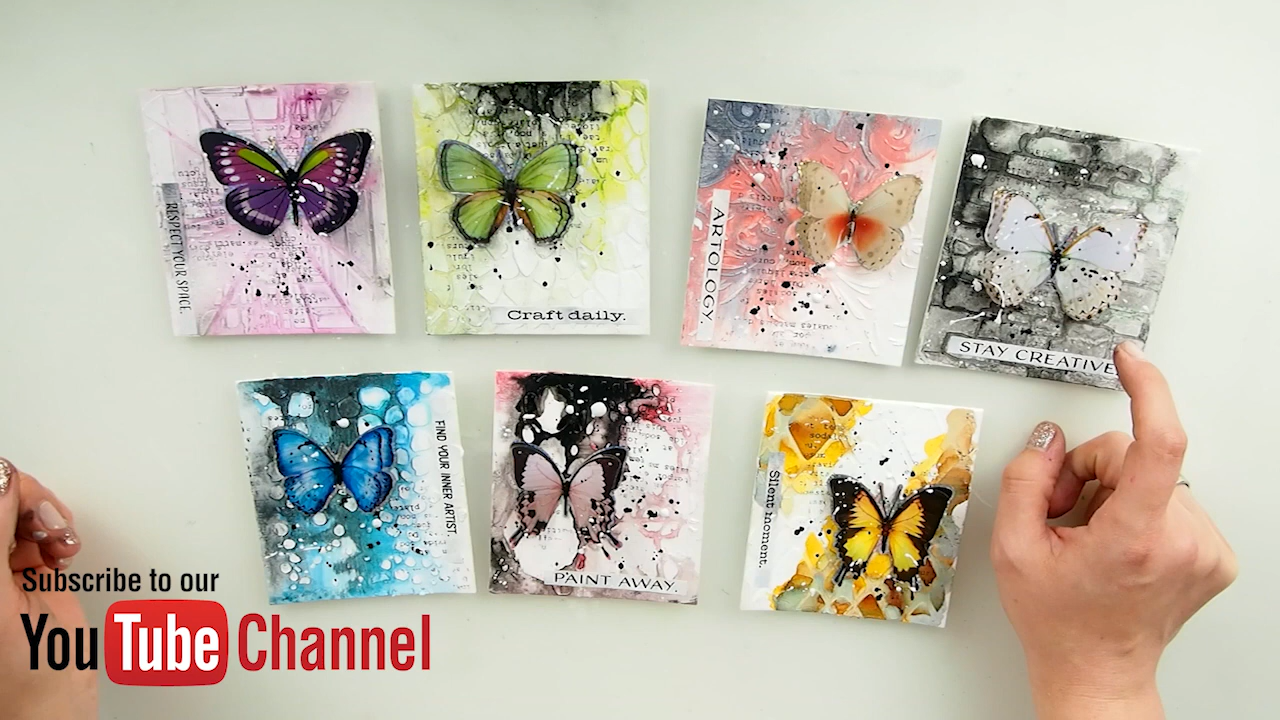 RESPECT YOUR SPACE.
Craft daily.
ARTOLOGY.
STAY CREATIVE
FIND YOUR INNER ARTIST.
PAINT AWAY.
Silent moment.
Subscribe to our
YouTube Channel